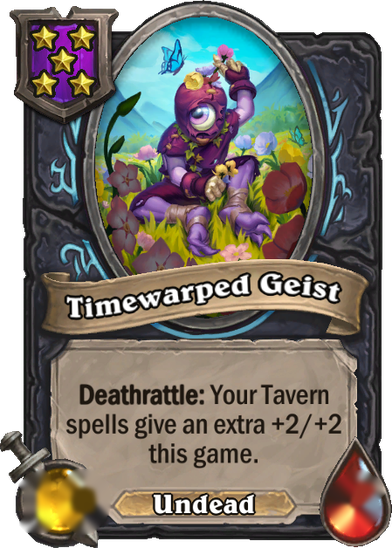 Timewarped Geist
Deathrattle: Your Tavern
spells give an extra +2/+2
this game.
Undead